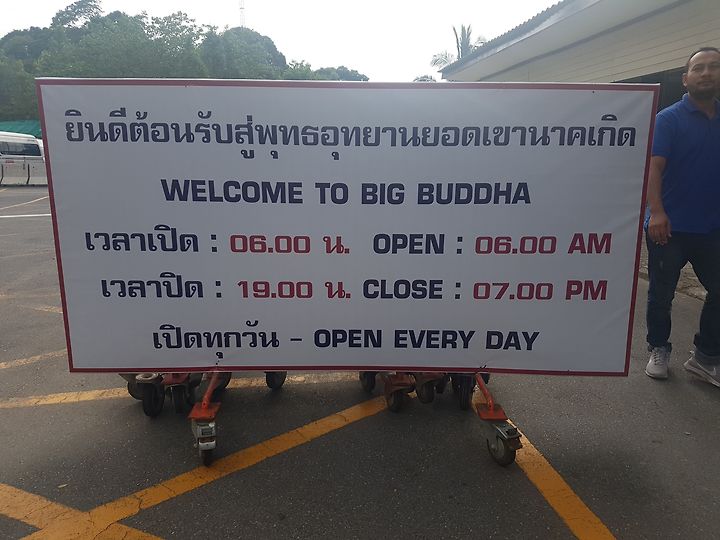 ยินดีต้อนรับสู่พุทธอุทยานยอดเขานาคเกิด
WELCOME TO BIG BUDDHA
เวลาเปิด : 06.00 น. OPEN : 06.00 AM
เวลาปิด : 19.00 น. CLOSE : 07.00 PM
เปิดทุกวัน - OPEN EVERY DAY